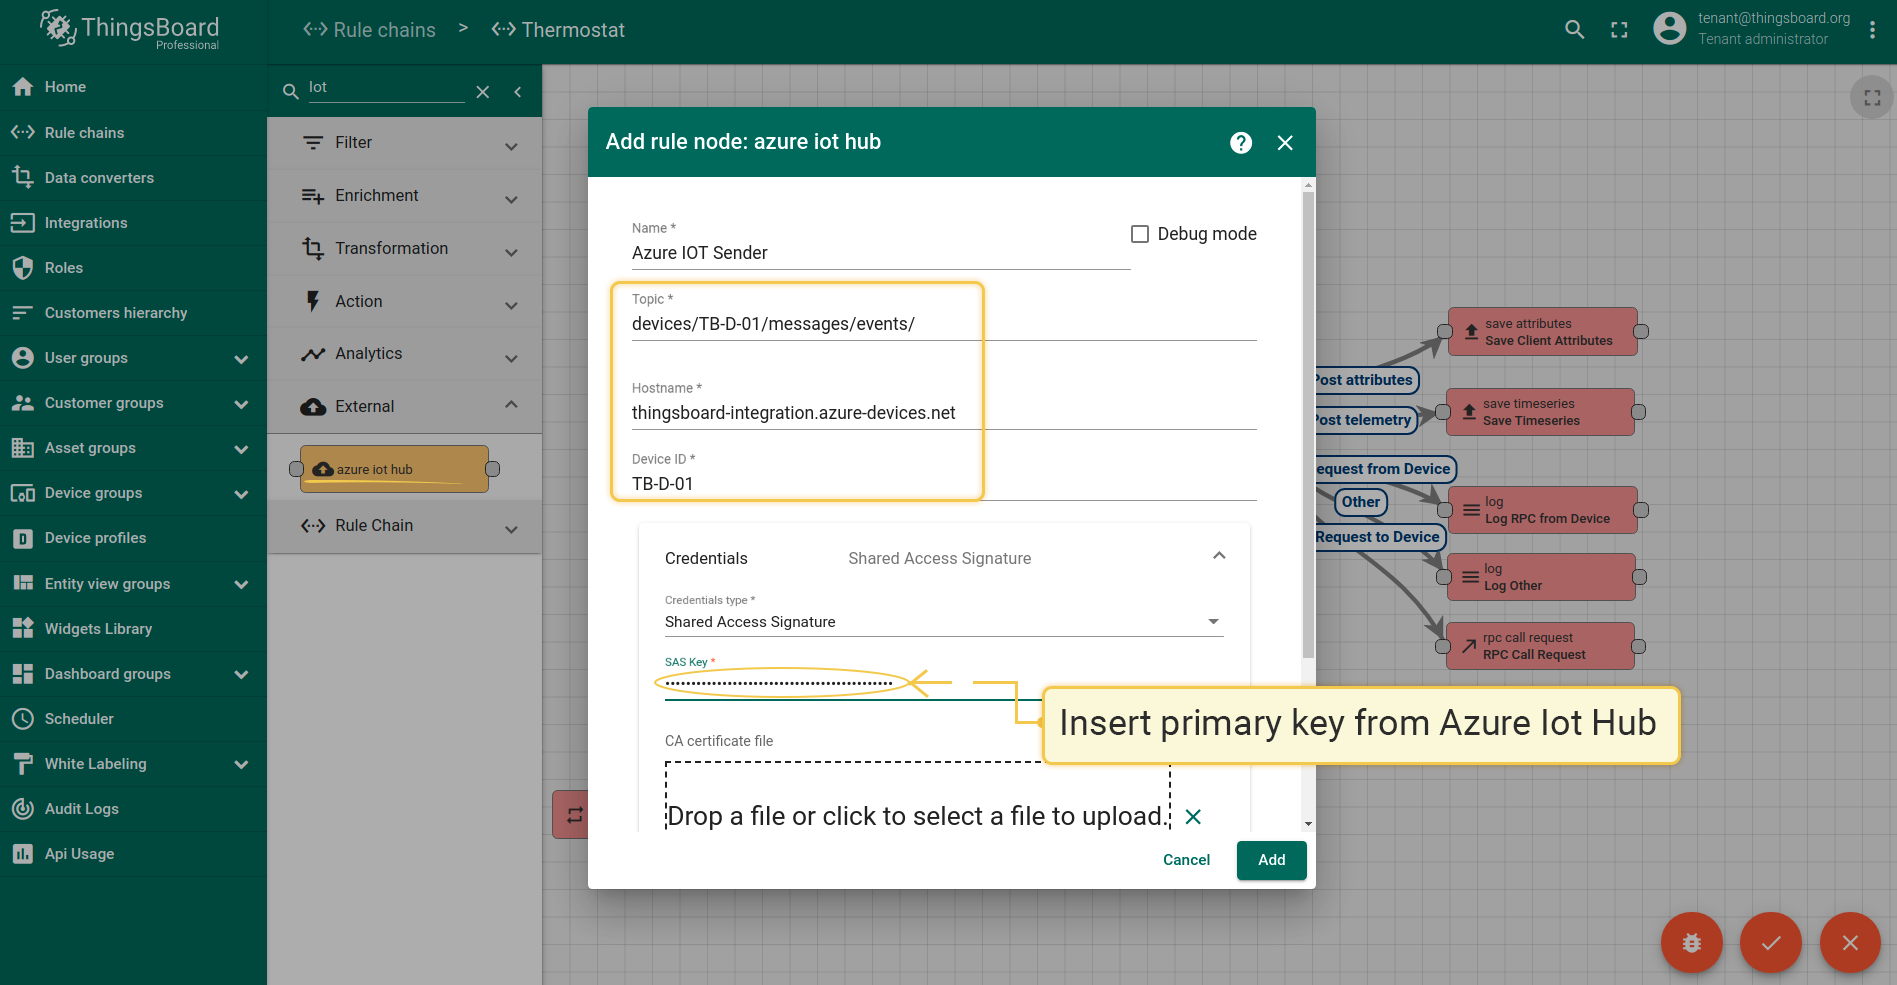 ThingsBoard
Professional
Rule chains > Thermostat
tenant@thingsboard.org
Tenant administrator
Home
Rule chains
Data converters
Integrations
Roles
Customers hierarchy
User groups
Customer groups
Asset groups
Device groups
Device profiles
Entity view groups
Widgets Library
Dashboard groups
Scheduler
White Labeling
Audit Logs
Api Usage
Iot
Filter
Enrichment
Transformation
Action
Analytics
External
azure iot hub
Rule Chain
Add rule node: azure iot hub
?
Name *
Azure IOT Sender
Debug mode
Topic *
devices/TB-D-01/messages/events/
Hostname *
thingsboard-integration.azure-devices.net
Device ID *
TB-D-01
Credentials
Shared Access Signature
Credentials type *
Shared Access Signature
SAS Key *
Insert primary key from Azure Iot Hub
CA certificate file
Drop a file or click to select a file to upload.
Cancel
Add
Post attributes
Post telemetry
equest from Device
Other
Request to Device
save attributes
Save Client Attributes
save timeseries
Save Timeseries
log
Log RPC from Device
log
Log Other
rpc call request
RPC Call Request